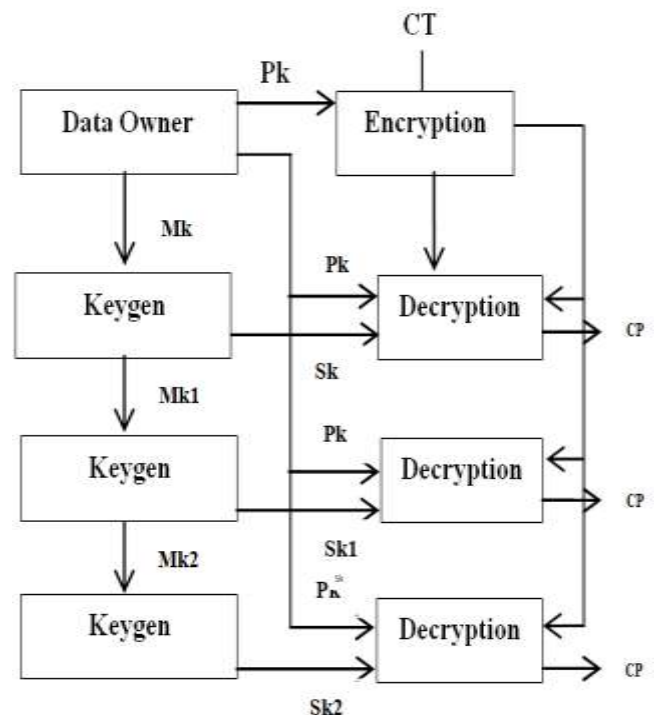 CT
Pk
Data Owner
Encryption
Mk
Pk
Keygen
Decryption
CP
Sk
Mk1
Pk
Keygen
Decryption
CP
Sk1
Mk2
Keygen
Decryption
CP
Sk2